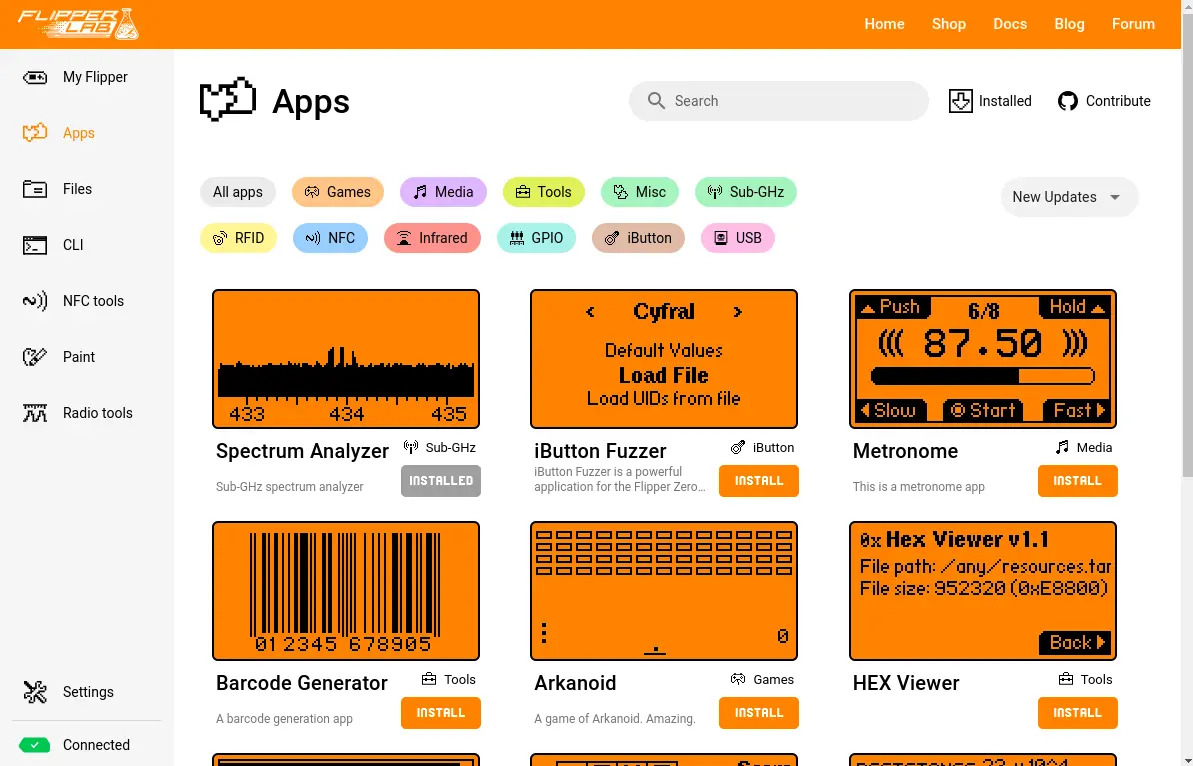 FLIPPER LAB
Home Shop Docs Blog Forum
My Flipper
Apps
Files
CLI
NFC tools
Paint
Radio tools
Settings
Connected
Apps
Search
Installed
Contribute
All apps Games Media Tools Misc Sub-GHz
RFID NFC Infrared GPIO iButton USB
New Updates
433 434 435
Spectrum Analyzer
Sub-GHz
Sub-GHz spectrum analyzer
INSTALLED
< Cyfral >
Default Values
Load File
Load UIDs from file
iButton Fuzzer
iButton
iButton Fuzzer is a powerful
application for the Flipper Zero…
INSTALL
Push 6/8 Hold
87.50
Slow Start Fast
Metronome
Media
This is a metronome app
INSTALL
01 2345 678905
Barcode Generator
Tools
A barcode generation app
INSTALL
0
Arkanoid
Games
A game of Arkanoid. Amazing.
INSTALL
0x Hex Viewer v1.1
File path: /any/resources.tar
File size: 952320 (0xE8800)
Back
HEX Viewer
Tools
INSTALL